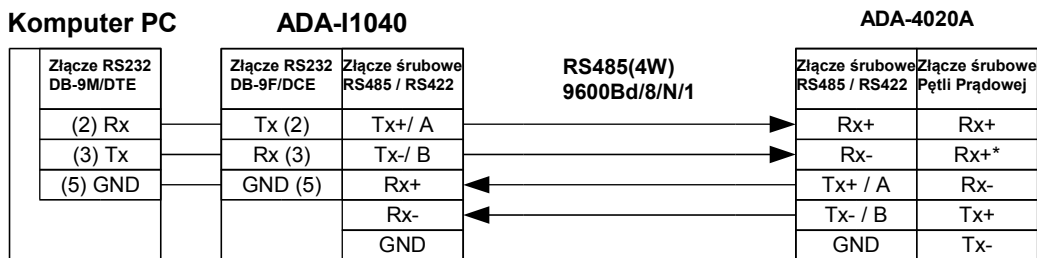 Komputer PC
ADA-I1040
ADA-4020A
Złącze RS232
DB-9M/DTE
Złącze RS232
DB-9F/DCE
Złącze śrubowe
RS485 / RS422
RS485(4W)
9600Bd/8/N/1
Złącze śrubowe
RS485 / RS422
Złącze śrubowe
Pętli Prądowej
(2) Rx
Tx (2)
Tx+/ A
Rx+
Rx+
(3) Tx
Rx (3)
Tx-/ B
Rx-
Rx+*
(5) GND
GND (5)
Rx+
Tx+ / A
Rx-
Rx-
Tx- / B
Tx+
GND
GND
Tx-